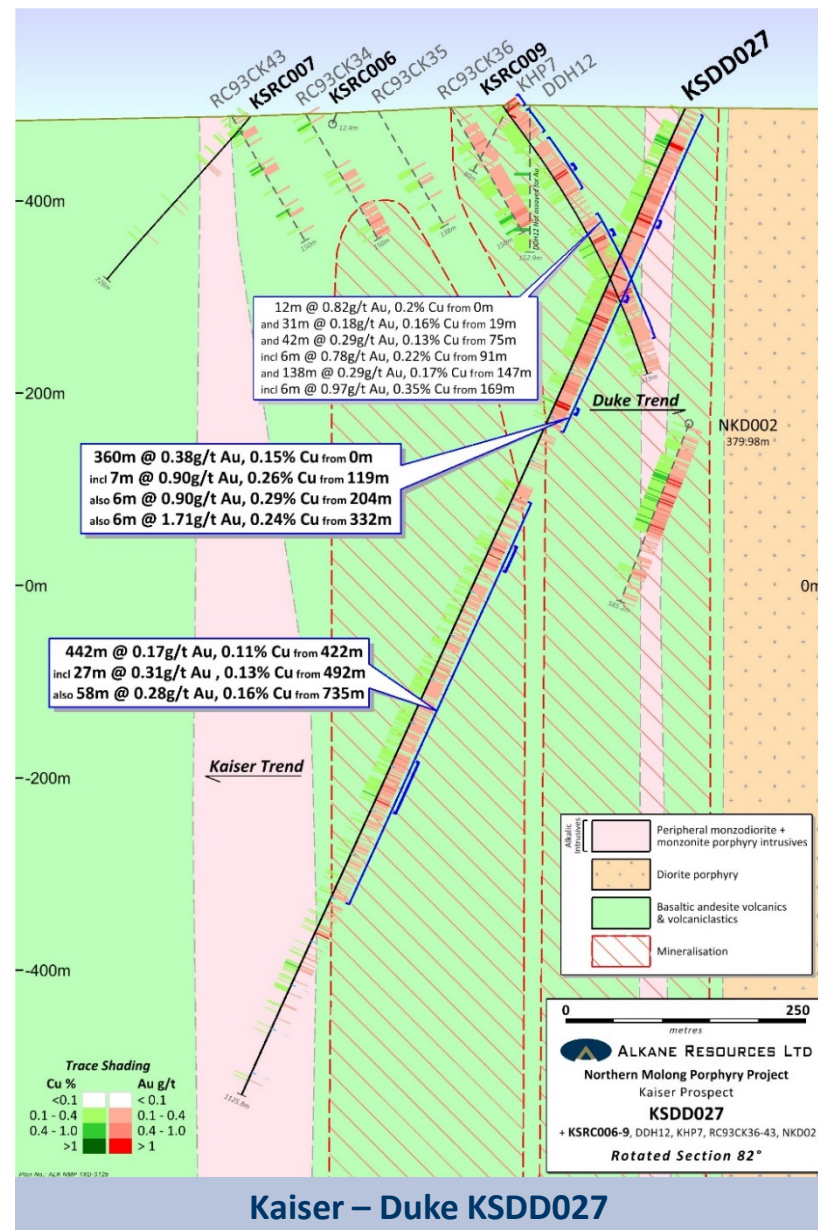 RC93CK43
KSRC007
RC93CK34
KSRC006
RC93CK35
RC93CK36
KSRC009
KHP7
DDH12
KSDD027
12.4m
400m
228m
150m
150m
138m
150m
152.9m
DDH12 Not assayed for Au
12m @ 0.82g/t Au, 0.2% Cu from 0m
and 31m @ 0.18g/t Au, 0.16% Cu from 19m
and 42m @ 0.29g/t Au, 0.13% Cu from 75m
incl 6m @ 0.78g/t Au, 0.22% Cu from 91m
and 138m @ 0.29g/t Au, 0.17% Cu from 147m
incl 6m @ 0.97g/t Au, 0.35% Cu from 169m
200m
Duke Trend
NKD002
379.98m
360m @ 0.38g/t Au, 0.15% Cu from 0m
incl 7m @ 0.90g/t Au, 0.26% Cu from 119m
also 6m @ 0.90g/t Au, 0.29% Cu from 204m
also 6m @ 1.71g/t Au, 0.24% Cu from 332m
0m
0m
585.2m
442m @ 0.17g/t Au, 0.11% Cu from 422m
incl 27m @ 0.31g/t Au , 0.13% Cu from 492m
also 58m @ 0.28g/t Au, 0.16% Cu from 735m
Kaiser Trend
-200m
Alkalic
Intrusives
Peripheral monzodiorite +
monzonite porphyry intrusives
Diorite porphyry
Basaltic andesite volcanics
& volcaniclastics
Mineralisation
-400m
0 250
metres
ALKANE RESOURCES LTD
Northern Molong Porphyry Project
Kaiser Prospect
KSDD027
+ KSRC006-9, DDH12, KHP7, RC93CK36-43, NKD02
Rotated Section 82°
1125.8m
Trace Shading
Cu % Au g/t
<0.1 < 0.1
0.1 - 0.4 0.1 - 0.4
0.4 - 1.0 0.4 - 1.0
>1 > 1
Kaiser – Duke KSDD027